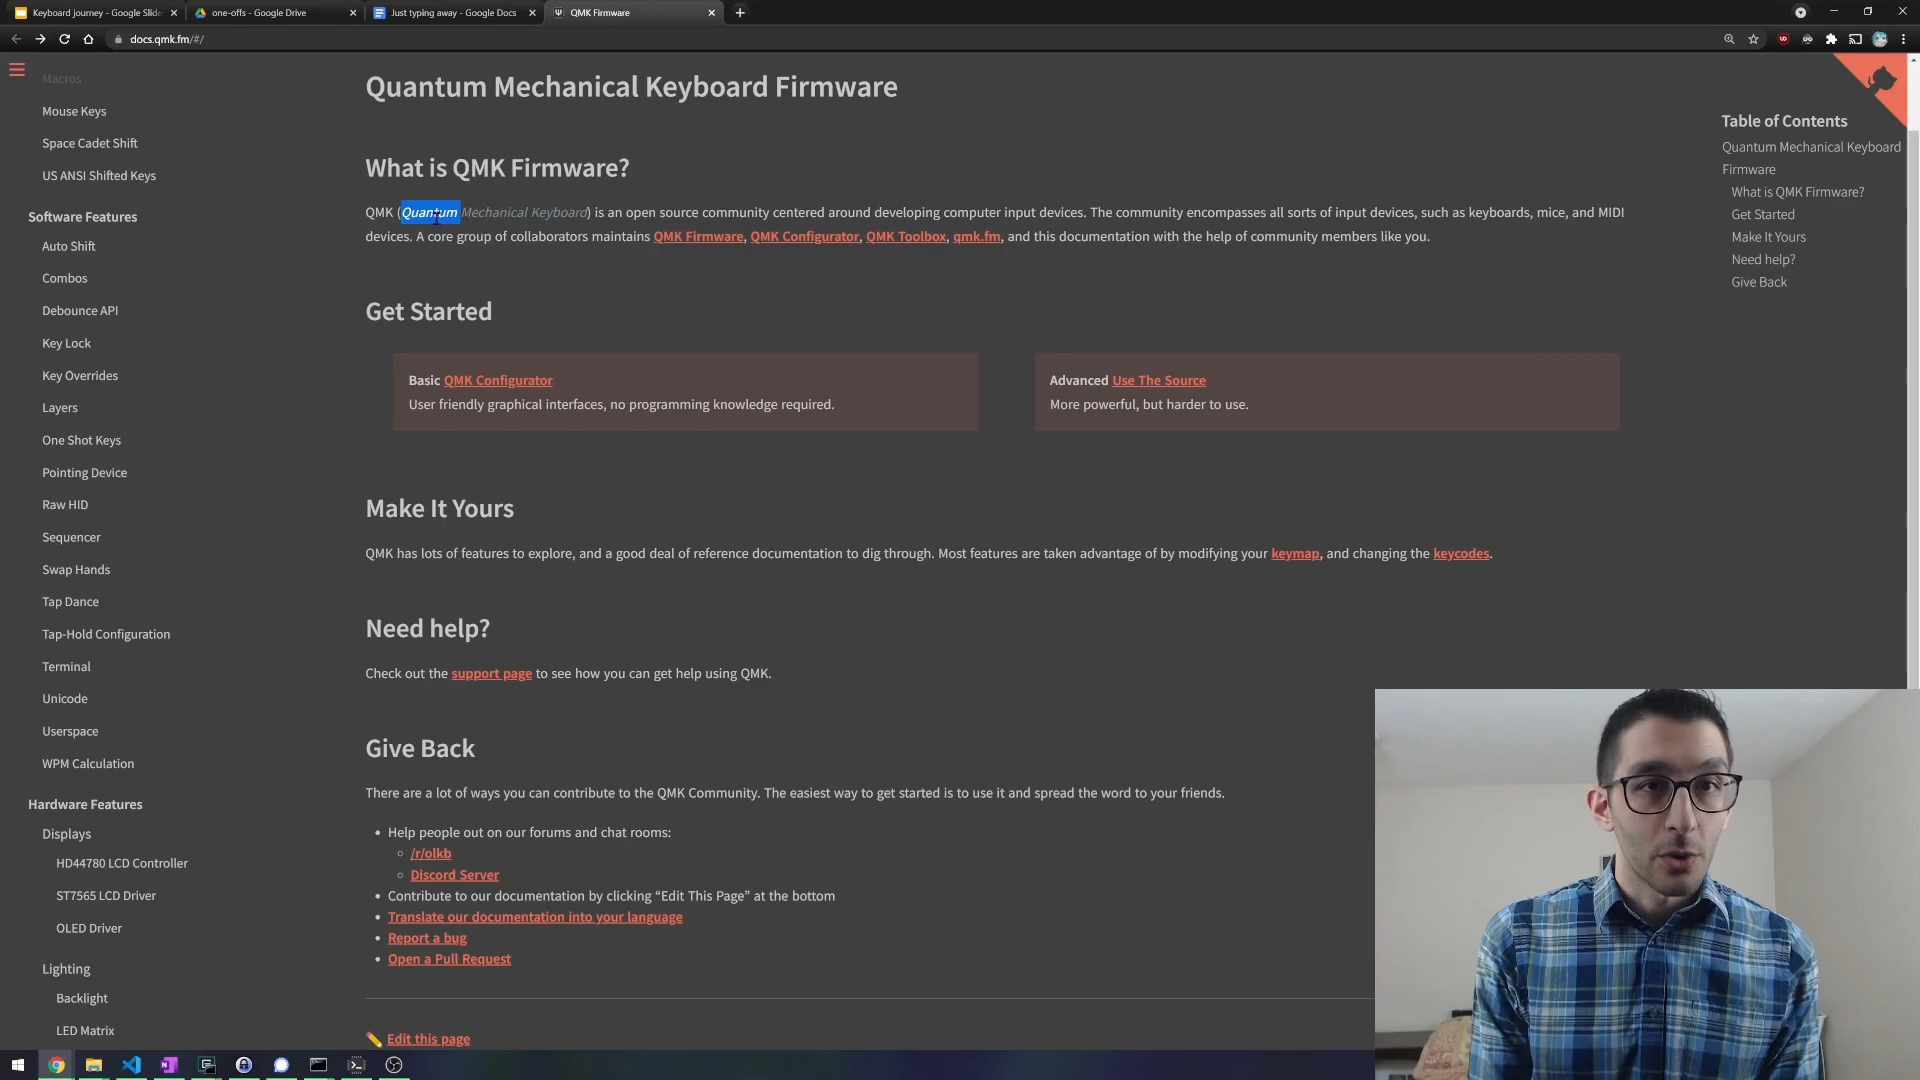 Keyboard journey - Google Slide
one-offs - Google Drive
Just typing away - Google Docs
QMK Firmware
docs.qmk.fm/#/
Macros
Mouse Keys
Space Cadet Shift
US ANSI Shifted Keys
Software Features
Auto Shift
Combos
Debounce API
Key Lock
Key Overrides
Layers
One Shot Keys
Pointing Device
Raw HID
Sequencer
Swap Hands
Tap Dance
Tap-Hold Configuration
Terminal
Unicode
Userspace
WPM Calculation
Hardware Features
Displays
HD44780 LCD Controller
ST7565 LCD Driver
OLED Driver
Lighting
Backlight
LED Matrix
Quantum Mechanical Keyboard Firmware
What is QMK Firmware?
QMK (Quantum Mechanical Keyboard) is an open source community centered around developing computer input devices. The community encompasses all sorts of input devices, such as keyboards, mice, and MIDI
devices. A core group of collaborators maintains QMK Firmware, QMK Configurator, QMK Toolbox, qmk.fm, and this documentation with the help of community members like you.
Get Started
Basic QMK Configurator
User friendly graphical interfaces, no programming knowledge required.
Advanced Use The Source
More powerful, but harder to use.
Make It Yours
QMK has lots of features to explore, and a good deal of reference documentation to dig through. Most features are taken advantage of by modifying your keymap, and changing the keycodes.
Need help?
Check out the support page to see how you can get help using QMK.
Give Back
There are a lot of ways you can contribute to the QMK Community. The easiest way to get started is to use it and spread the word to your friends.
Help people out on our forums and chat rooms:
/r/olkb
Discord Server
Contribute to our documentation by clicking “Edit This Page” at the bottom
Translate our documentation into your language
Report a bug
Open a Pull Request
Edit this page
Table of Contents
Quantum Mechanical Keyboard
Firmware
What is QMK Firmware?
Get Started
Make It Yours
Need help?
Give Back